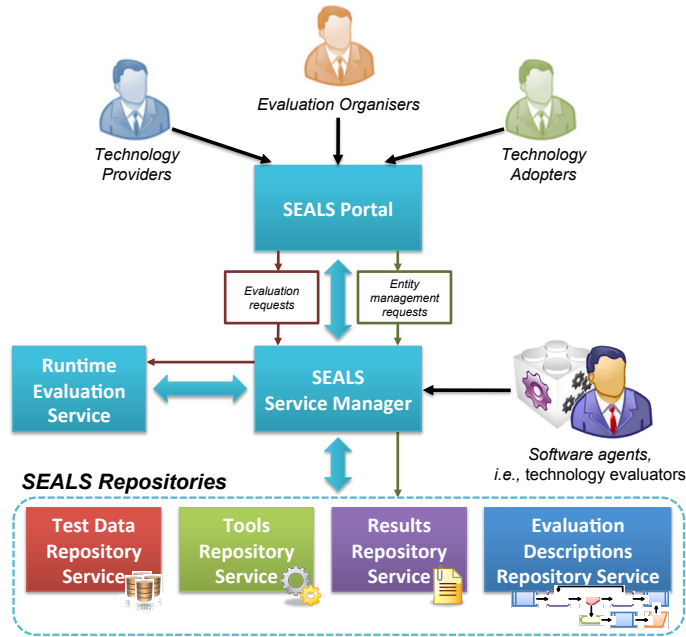 Evaluation Organisers
Technology
Providers
Technology
Adopters
SEALS Portal
Evaluation
requests
Entity
management
requests
Runtime
Evaluation
Service
SEALS
Service Manager
Software agents,
i.e., technology evaluators
SEALS Repositories
Test Data
Repository
Service
Tools
Repository
Service
Results
Repository
Service
Evaluation
Descriptions
Repository Service